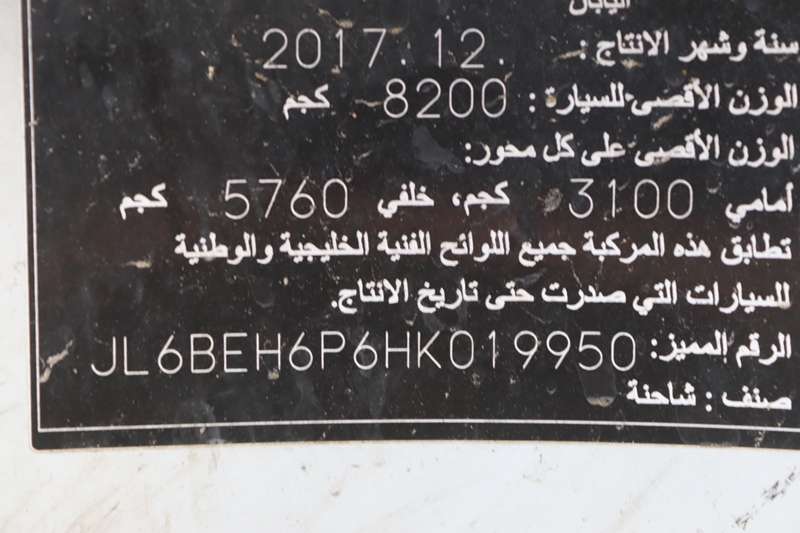 اليابان
سنة وشهر الانتاج : 2017.12.
الوزن الأقصى للسيارة : 8200 كجم
الوزن الأقصى على كل محور:
أمامي 3100 كجم، خلفي 5760 كجم
تطابق هذه المركبة جميع اللوائح الفنية الخليجية والوطنية
للسيارات التي صدرت حتى تاريخ الانتاج.
الرقم المميز: JL6BEH6P6HK019950
صنف : شاحنة